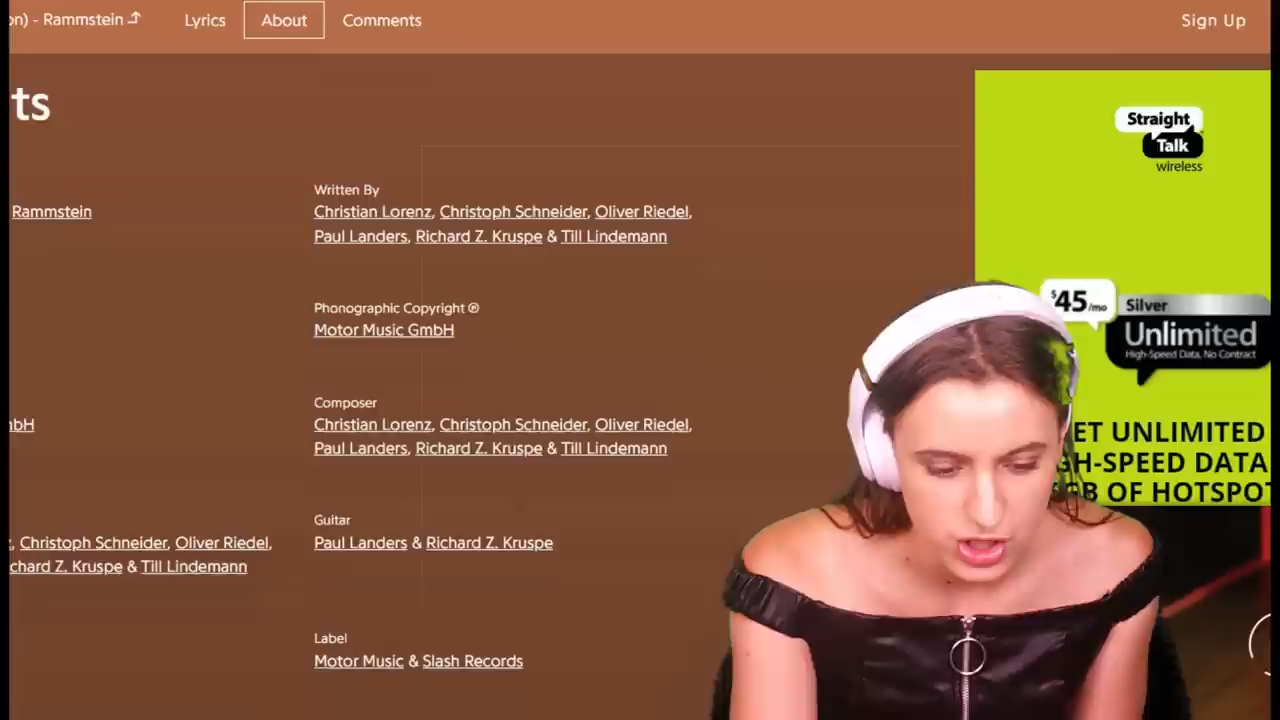 on) - Rammstein
Lyrics
About
Comments
Sign Up
ts
Rammstein
Written By
Christian Lorenz, Christoph Schneider, Oliver Riedel,
Paul Landers, Richard Z. Kruspe & Till Lindemann
Phonographic Copyright ℗
Motor Music GmbH
bH
Composer
Christian Lorenz, Christoph Schneider, Oliver Riedel,
Paul Landers, Richard Z. Kruspe & Till Lindemann
Guitar
Paul Landers & Richard Z. Kruspe
Christoph Schneider, Oliver Riedel,
chard Z. Kruspe & Till Lindemann
Label
Motor Music & Slash Records
Straight
Talk
wireless
$45/mo
Silver
Unlimited
High-Speed Data, No Contract
ET UNLIMITED
GH-SPEED DATA
GB OF HOTSPOT